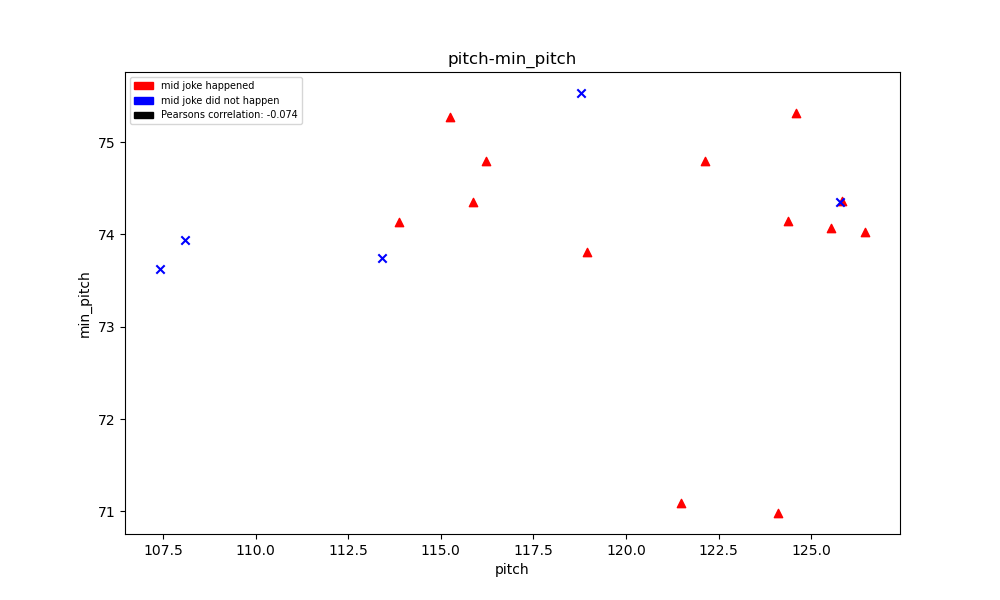 pitch-min_pitch
mid joke happened
mid joke did not happen
Pearsons correlation: -0.074
75
74
73
72
71
min_pitch
107.5 110.0 112.5 115.0 117.5 120.0 122.5 125.0
pitch